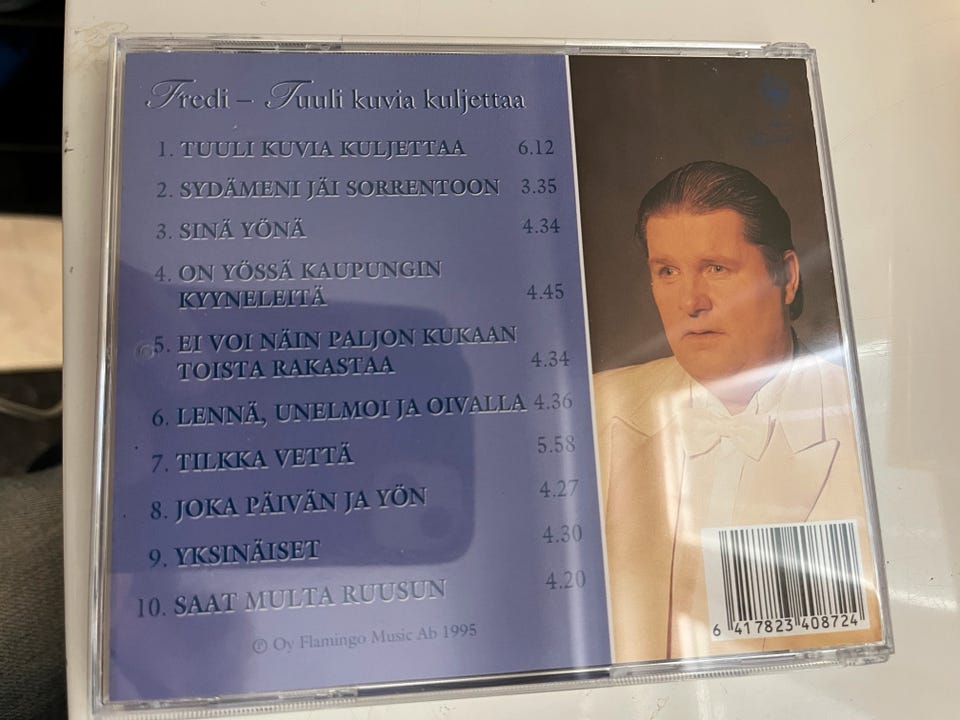 Fredi – Tuuli kuvia kuljettaa
1. TUULI KUVIA KULJETTAA 6.12
2. SYDÄMENI JÄI SORRENTOON 3.35
3. SINÄ YÖNÄ 4.34
4. ON YÖSSÄ KAUPUNGIN
KYYNELEITÄ 4.45
5. EI VOI NÄIN PALJON KUKAAN
TOISTA RAKASTAA 4.34
6. LENNÄ, UNELMOI JA OIVALLA 4.36
7. TILKKA VETTÄ 5.58
8. JOKA PÄIVÄN JA YÖN 4.27
9. YKSINÄISET 4.30
10. SAAT MULTA RUUSUN 4.20
℗ Oy Flamingo Music Ab 1995
6 417823 408724